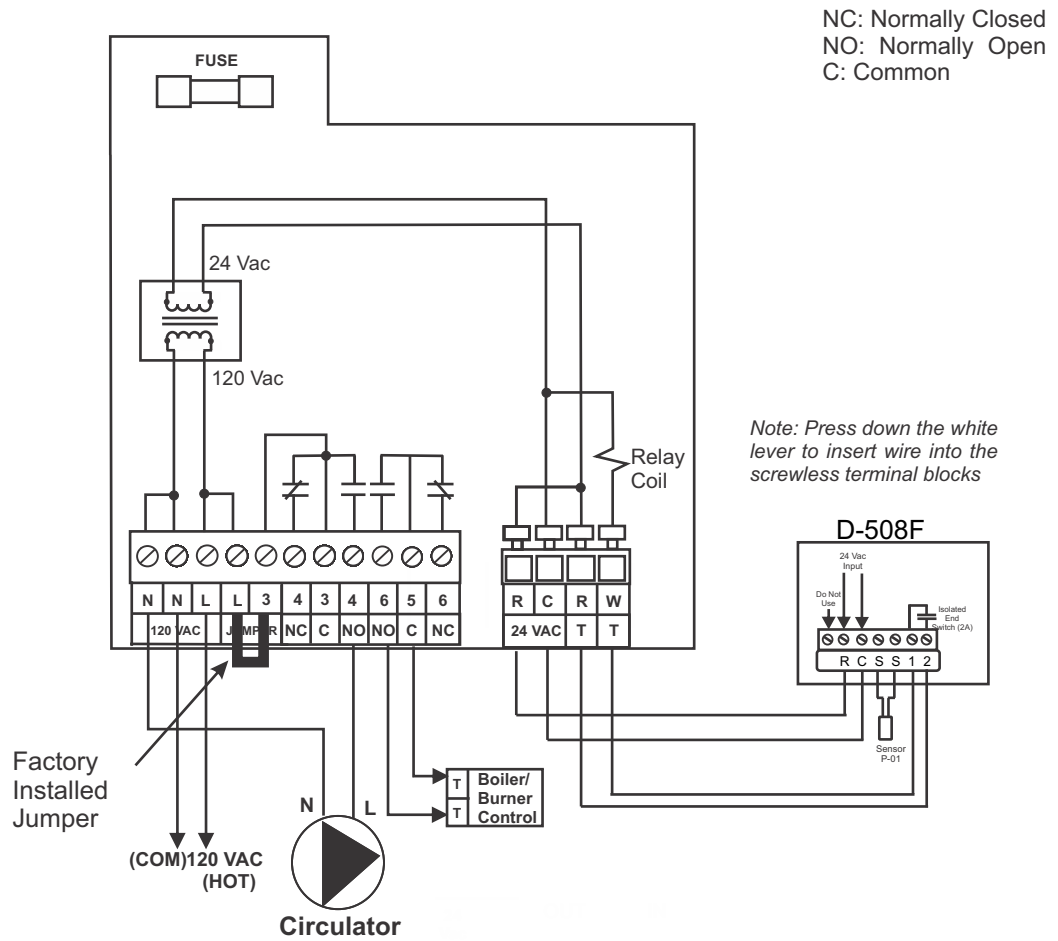 NC: Normally Closed
NO: Normally Open
C: Common
FUSE
24 Vac
120 Vac
Relay
Coil
Note: Press down the white
lever to insert wire into the
screwless terminal blocks
D-508F
24 Vac
Input
Do Not
Use
Isolated
End
Switch (2A)
R C S S 1 2
Sensor
P-01
N N L L 3 4 3 4 6 5 6
120 VAC JUMPER NC C NO NO C NC
R C R W
24 VAC T T
Factory
Installed
Jumper
N L
T Boiler/
Burner
T Control
(COM)120 VAC
(HOT)
Circulator